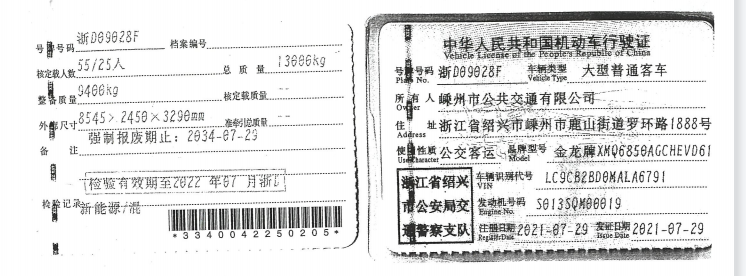 号牌号码 浙D09028F 档案编号
核定载人数 55/25人 总质量 13000kg
整备质量 9400kg 核定载质量 --
外廓尺寸 8545×2450×3290mm 准牵引总质量 --
备注 强制报废期止：2034-07-29
检验有效期至2022年07月浙D
检验记录
新能源/混
*3340042250205*
中华人民共和国机动车行驶证
Vehicle License of the People's Republic of China
号牌号码 浙D09028F 车辆类型 大型普通客车
Plate No. Vehicle Type
所有人 嵊州市公共交通有限公司
Owner
住址 浙江省绍兴市嵊州市鹿山街道罗环路1888号
Address
使用性质 公交客运 品牌型号 金龙牌XMQ6850AGCHEVD61
Use Character Model
浙江省绍兴 车辆识别代号 LC9CB2BD0MALA6791
VIN
市公安局交 发动机号码 S013SQM00019
Engine No.
通警察支队 注册日期 2021-07-29 发证日期 2021-07-29
Register Date Issue Date